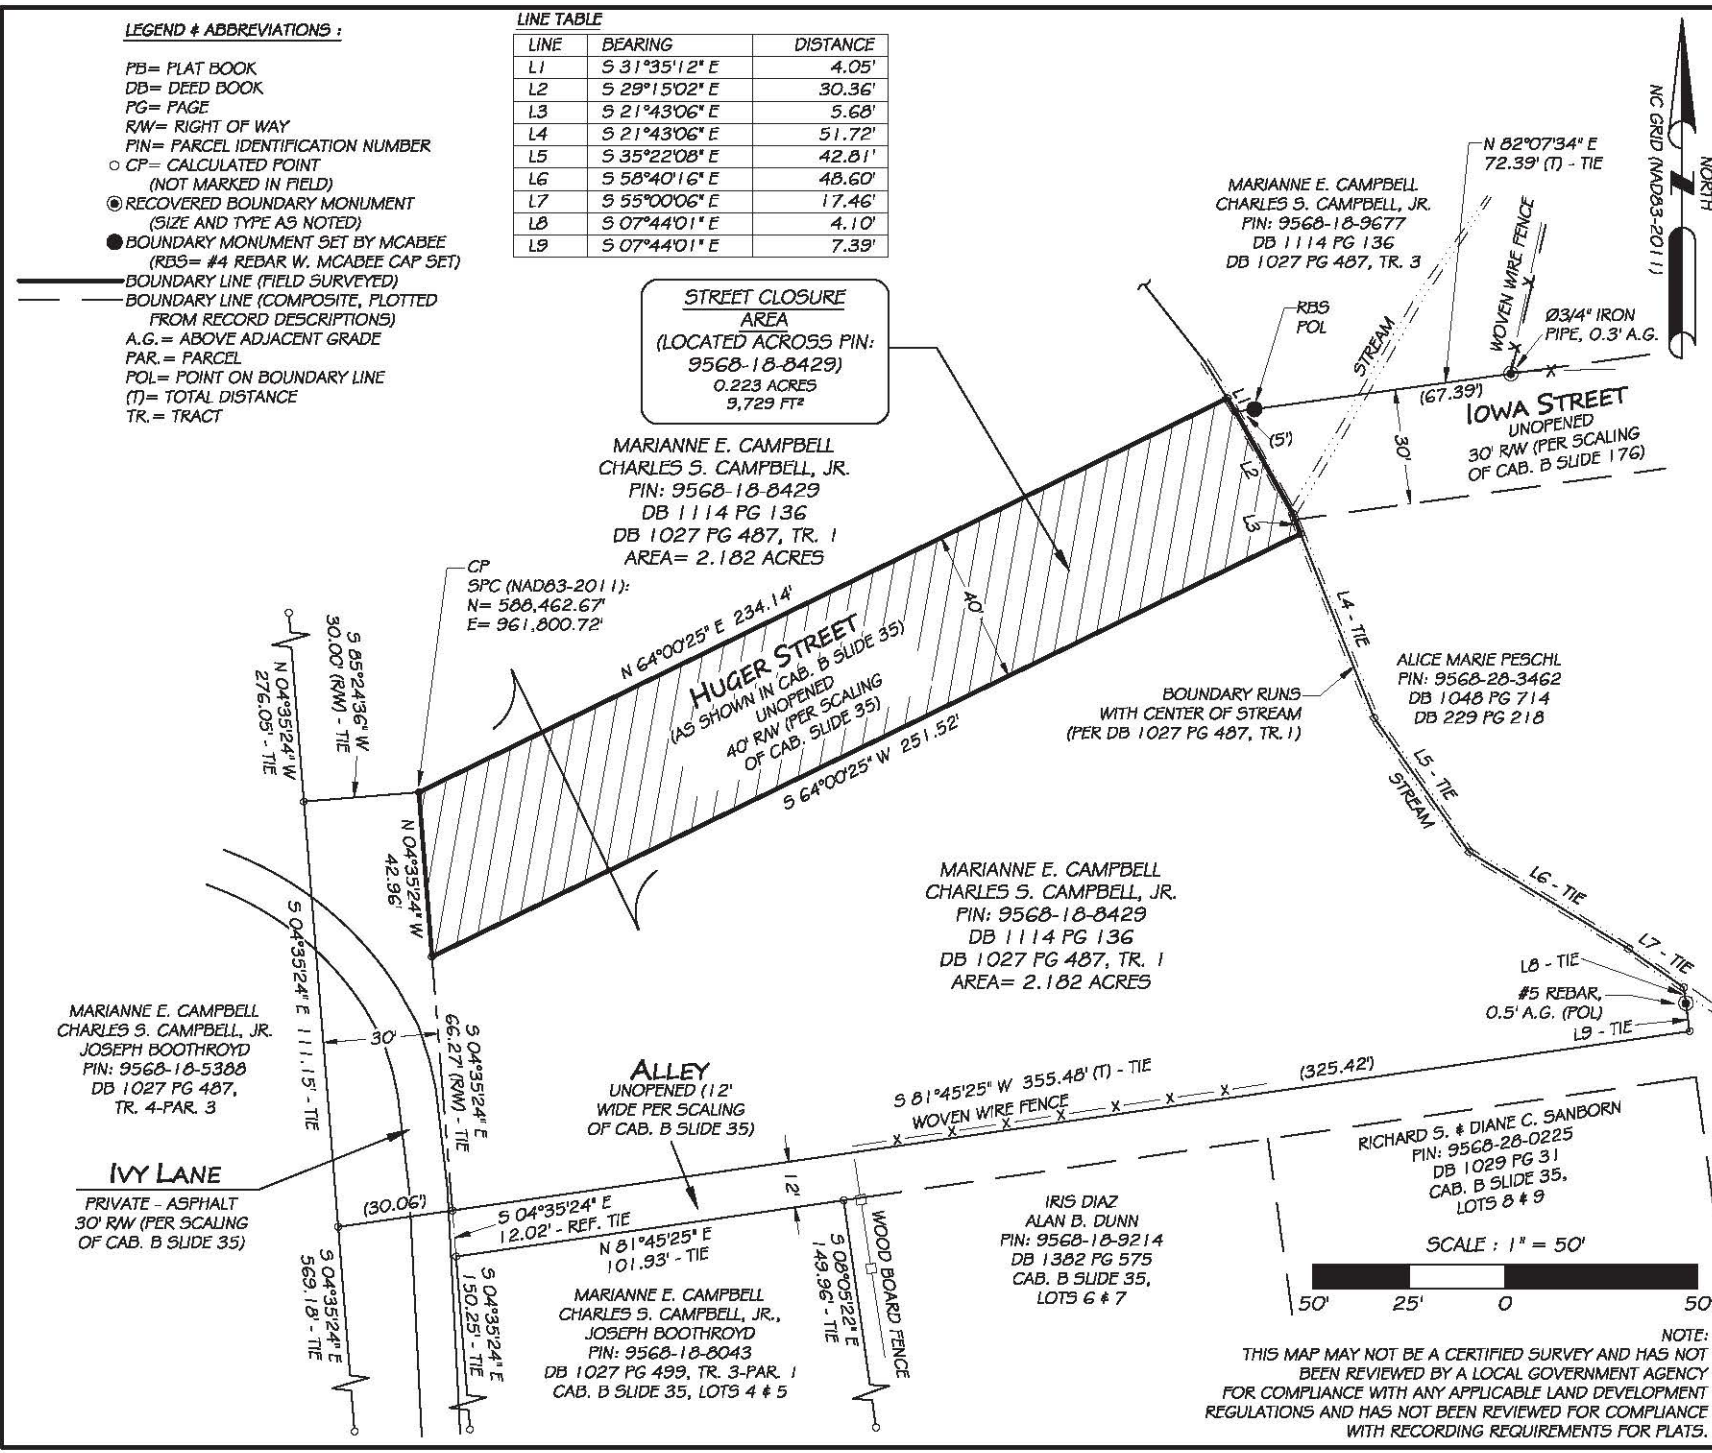 LEGEND & ABBREVIATIONS :
PB= PLAT BOOK
DB= DEED BOOK
PG= PAGE
R/W= RIGHT OF WAY
PIN= PARCEL IDENTIFICATION NUMBER
CP= CALCULATED POINT
(NOT MARKED IN FIELD)
RECOVERED BOUNDARY MONUMENT
(SIZE AND TYPE AS NOTED)
BOUNDARY MONUMENT SET BY MCABEE
(RBS= #4 REBAR W. MCABEE CAP SET)
BOUNDARY LINE (FIELD SURVEYED)
BOUNDARY LINE (COMPOSITE, PLOTTED
FROM RECORD DESCRIPTIONS)
A.G.= ABOVE ADJACENT GRADE
PAR.= PARCEL
POL= POINT ON BOUNDARY LINE
(T)= TOTAL DISTANCE
TR.= TRACT
LINE TABLE
LINE BEARING DISTANCE
L1 S 31°35'12" E 4.05'
L2 S 29°15'02" E 30.36'
L3 S 21°43'06" E 5.68'
L4 S 21°43'06" E 51.72'
L5 S 35°22'08" E 42.81'
L6 S 58°40'16" E 48.60'
L7 S 55°00'06" E 17.46'
L8 S 07°44'01" E 4.10'
L9 S 07°44'01" E 7.39'
STREET CLOSURE
AREA
(LOCATED ACROSS PIN:
9568-18-8429)
0.223 ACRES
9,729 FT²
MARIANNE E. CAMPBELL
CHARLES S. CAMPBELL, JR.
PIN: 9568-18-8429
DB 1114 PG 136
DB 1027 PG 487, TR. 1
AREA= 2.182 ACRES
MARIANNE E. CAMPBELL
CHARLES S. CAMPBELL, JR.
PIN: 9568-18-9677
DB 1114 PG 136
DB 1027 PG 487, TR. 3
N 82°07'34" E
72.39' (T) - TIE
NORTH
NC GRID (NAD83-2011)
WOVEN WIRE FENCE
X
X
X
STREAM
RBS
POL
Ø3/4" IRON
PIPE, 0.3' A.G.
(67.39')
IOWA STREET
UNOPENED
30' R/W (PER SCALING
OF CAB. B SLIDE 176)
30'
L1
(5')
L2
L3
CP
SPC (NAD83-2011):
N= 588,462.67'
E= 961,800.72'
N 64°00'25" E 234.14'
40'
HUGER STREET
(AS SHOWN IN CAB. B SLIDE 35)
UNOPENED
40' R/W (PER SCALING
OF CAB. SLIDE 35)
S 64°00'25" W 251.52'
S 85°24'36" W
30.00' (R/W) - TIE
N 04°35'24" W
276.05' - TIE
N 04°35'24" W
42.96'
L4 - TIE
BOUNDARY RUNS
WITH CENTER OF STREAM
(PER DB 1027 PG 487, TR.1)
ALICE MARIE PESCHL
PIN: 9568-28-3462
DB 1048 PG 714
DB 229 PG 218
L5 - TIE
STREAM
L6 - TIE
L7 - TIE
L8 - TIE
#5 REBAR,
0.5' A.G. (POL)
L9 - TIE
MARIANNE E. CAMPBELL
CHARLES S. CAMPBELL, JR.
PIN: 9568-18-8429
DB 1114 PG 136
DB 1027 PG 487, TR. 1
AREA= 2.182 ACRES
S 04°35'24" E 111.15' - TIE
MARIANNE E. CAMPBELL
CHARLES S. CAMPBELL, JR.
JOSEPH BOOTHROYD
PIN: 9568-18-5388
DB 1027 PG 487,
TR. 4-PAR. 3
30'
S 04°35'24" E
66.27' (R/W) - TIE
ALLEY
UNOPENED (12'
WIDE PER SCALING
OF CAB. B SLIDE 35)
S 81°45'25" W 355.48' (T) - TIE
(325.42')
WOVEN WIRE FENCE
X X X X X X X
IVY LANE
PRIVATE - ASPHALT
30' R/W (PER SCALING
OF CAB. B SLIDE 35)
(30.06')
S 04°35'24" E
12.02' - REF. TIE
12'
N 81°45'25" E
101.93' - TIE
S 04°35'24" E
569.18' - TIE
S 04°35'24" E
150.25' - TIE
MARIANNE E. CAMPBELL
CHARLES S. CAMPBELL, JR.,
JOSEPH BOOTHROYD
PIN: 9568-18-8043
DB 1027 PG 499, TR. 3-PAR. 1
CAB. B SLIDE 35, LOTS 4 & 5
S 08°05'22" E
149.96' - TIE
WOOD BOARD FENCE
IRIS DIAZ
ALAN B. DUNN
PIN: 9568-18-9214
DB 1382 PG 575
CAB. B SLIDE 35,
LOTS 6 & 7
RICHARD S. & DIANE C. SANBORN
PIN: 9568-28-0225
DB 1029 PG 31
CAB. B SLIDE 35,
LOTS 8 & 9
SCALE : 1" = 50'
50' 25' 0 50'
NOTE:
THIS MAP MAY NOT BE A CERTIFIED SURVEY AND HAS NOT
BEEN REVIEWED BY A LOCAL GOVERNMENT AGENCY
FOR COMPLIANCE WITH ANY APPLICABLE LAND DEVELOPMENT
REGULATIONS AND HAS NOT BEEN REVIEWED FOR COMPLIANCE
WITH RECORDING REQUIREMENTS FOR PLATS.